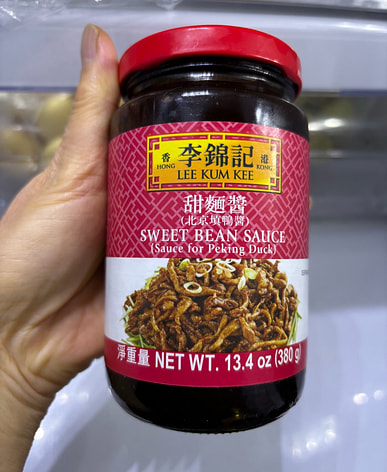 香 李錦記 港
HONG LEE KUM KEE KONG
甜麵醬
(北京填鴨醬)
SWEET BEAN SAUCE
(Sauce for Peking Duck)
淨重量 NET WT. 13.4 oz (380 g)